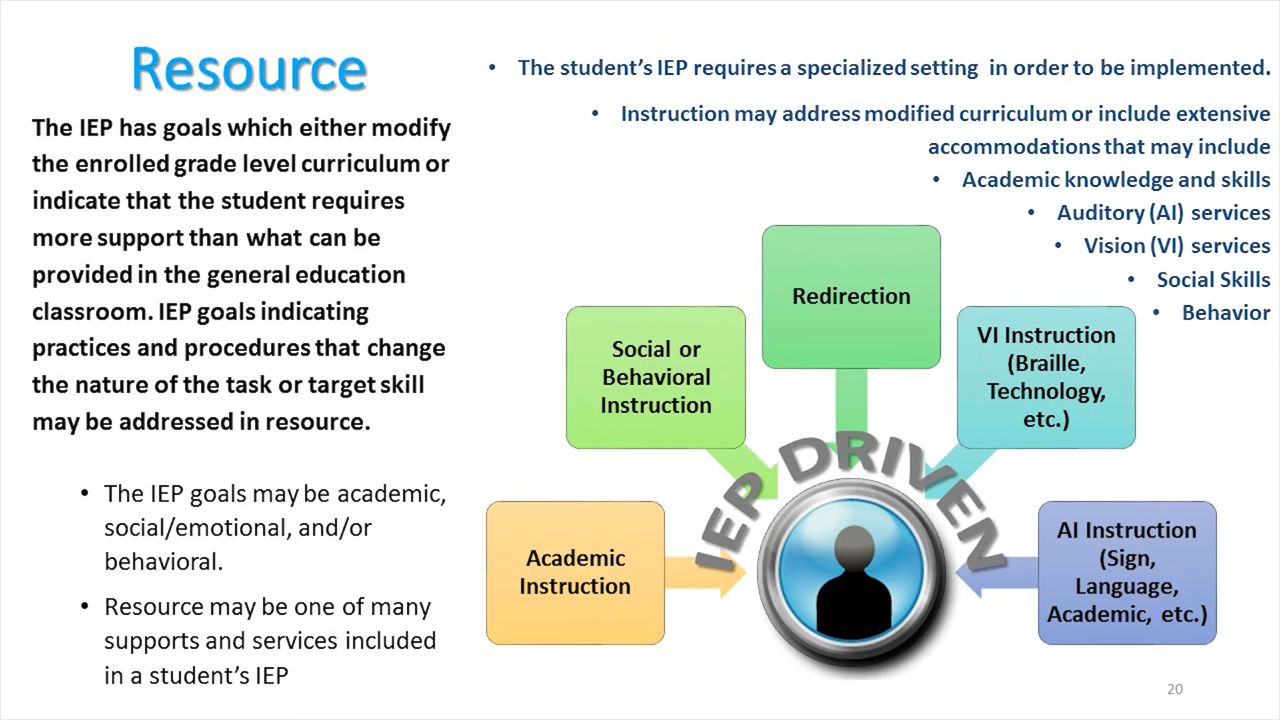 Resource
The IEP has goals which either modify
the enrolled grade level curriculum or
indicate that the student requires
more support than what can be
provided in the general education
classroom. IEP goals indicating
practices and procedures that change
the nature of the task or target skill
may be addressed in resource.
• The IEP goals may be academic,
social/emotional, and/or
behavioral.
• Resource may be one of many
supports and services included
in a student’s IEP
• The student’s IEP requires a specialized setting in order to be implemented.
• Instruction may address modified curriculum or include extensive
accommodations that may include
• Academic knowledge and skills
• Auditory (AI) services
• Vision (VI) services
• Social Skills
• Behavior
Academic
Instruction
Social or
Behavioral
Instruction
Redirection
VI Instruction
(Braille,
Technology,
etc.)
AI Instruction
(Sign,
Language,
Academic, etc.)
IEP DRIVEN
20